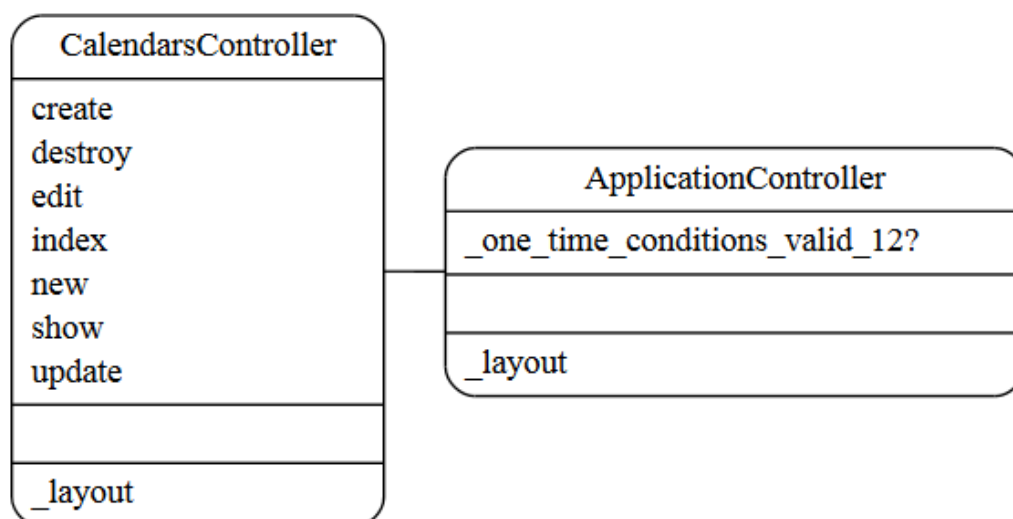 CalendarsController
create
destroy
edit
index
new
show
update
_layout
ApplicationController
_one_time_conditions_valid_12?
_layout